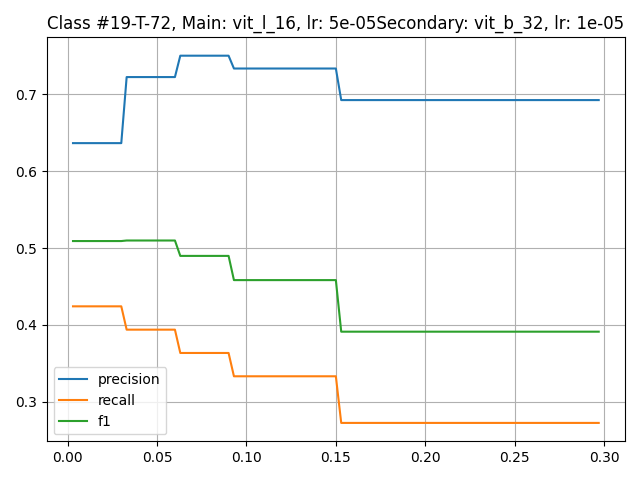 Class #19-T-72, Main: vit_l_16, lr: 5e-05Secondary: vit_b_32, lr: 1e-05
0.7
0.6
0.5
0.4
0.3
precision
recall
f1
0.00 0.05 0.10 0.15 0.20 0.25 0.30